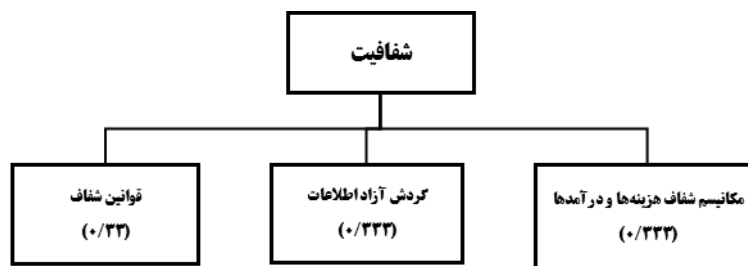 شفافیت
مکانیسم شفاف هزینه‌ها و درآمدها
(۰/۳۳۳)
گردش آزاد اطلاعات
(۰/۳۳۳)
قوانین شفاف
(۰/۳۳)